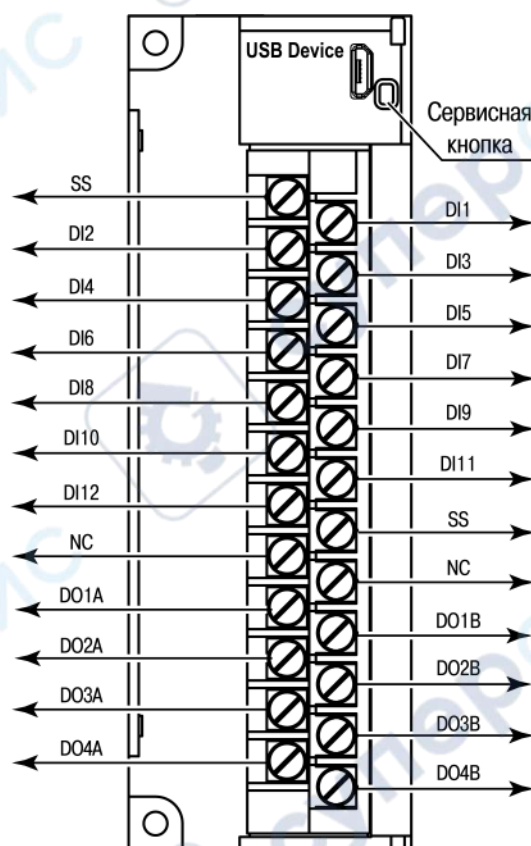 USB Device
Сервисная
кнопка
SS
DI1
DI2
DI3
DI4
DI5
DI6
DI7
DI8
DI9
DI10
DI11
DI12
SS
NC
NC
DO1A
DO1B
DO2A
DO2B
DO3A
DO3B
DO4A
DO4B